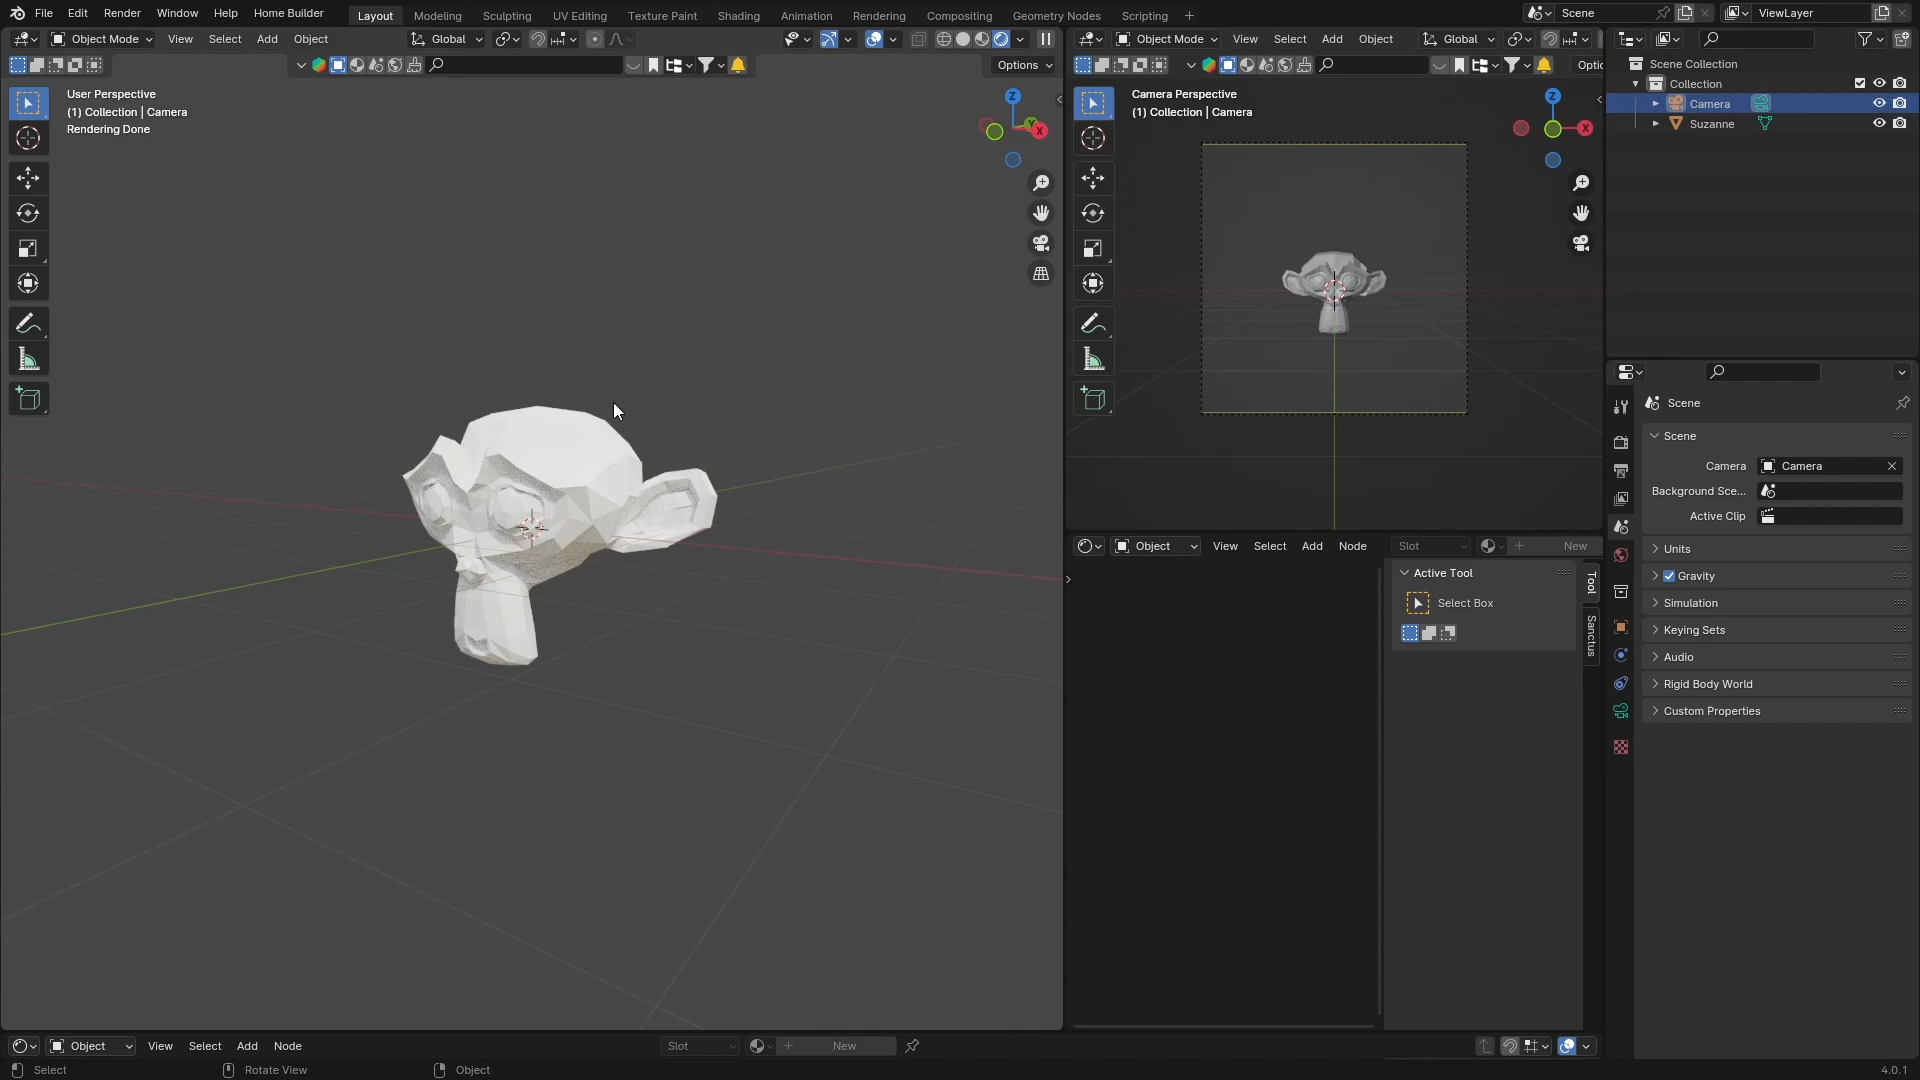 File Edit Render Window Help Home Builder Layout Modeling Sculpting UV Editing Texture Paint Shading Animation Rendering Compositing Geometry Nodes Scripting + Scene ViewLayer
Object Mode View Select Add Object Global
Options
User Perspective
(1) Collection | Camera
Rendering Done
Z
Y
X
Object Mode View Select Add Object Global
Optic
Camera Perspective
(1) Collection | Camera
Z
X
Scene Collection
Collection
Camera
Suzanne
Scene
Scene
Camera Camera
Background Sce...
Active Clip
Units
Gravity
Simulation
Keying Sets
Audio
Rigid Body World
Custom Properties
Object View Select Add Node Slot New
Active Tool
Select Box
Tool
Sanctus
Object View Select Add Node Slot New
Select Rotate View Object 4.0.1